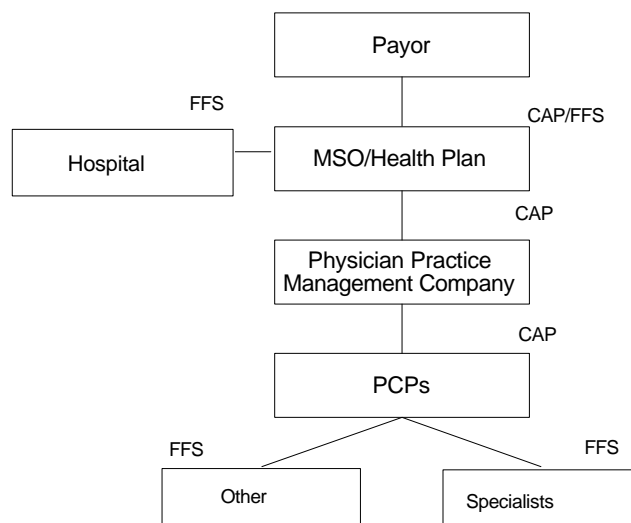 Payor
FFS
CAP/FFS
Hospital
MSO/Health Plan
CAP
Physician Practice
Management Company
CAP
PCPs
FFS
FFS
Other
Specialists